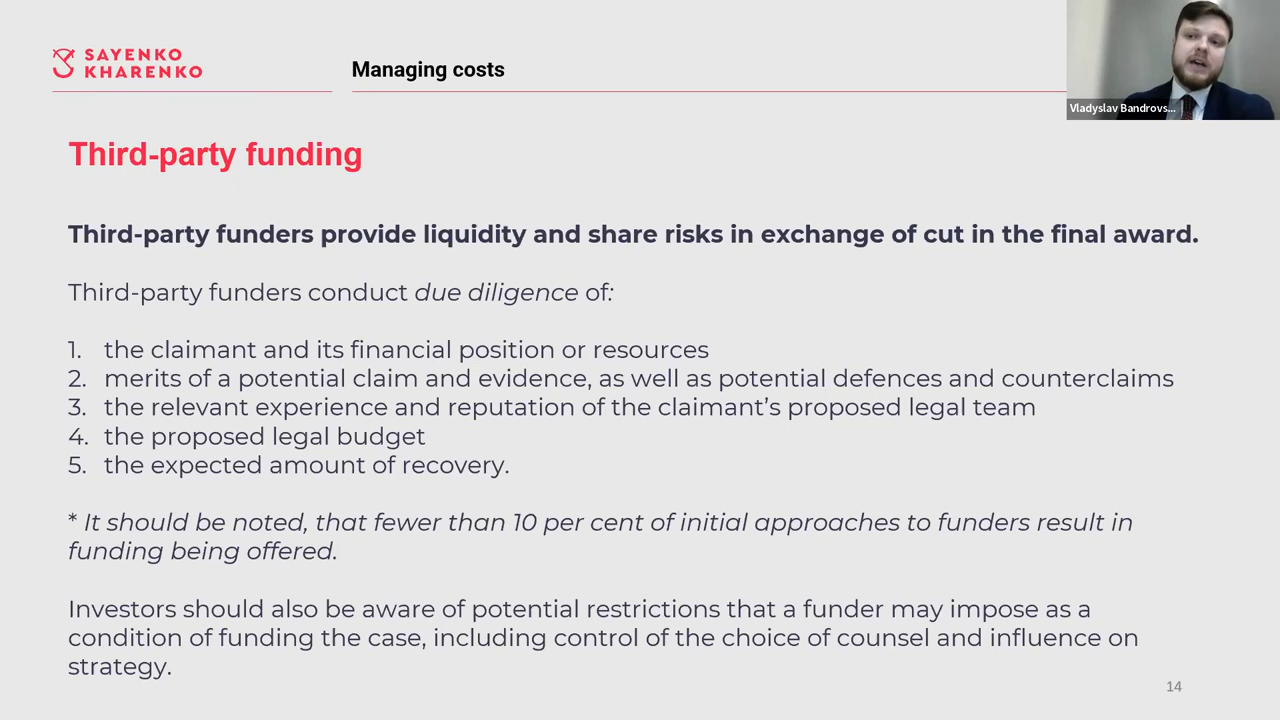 SAYENKO
KHARENKO
Managing costs
Vladyslav Bandrovs...
Third-party funding
Third-party funders provide liquidity and share risks in exchange of cut in the final award.
Third-party funders conduct due diligence of:
1. the claimant and its financial position or resources
2. merits of a potential claim and evidence, as well as potential defences and counterclaims
3. the relevant experience and reputation of the claimant’s proposed legal team
4. the proposed legal budget
5. the expected amount of recovery.
* It should be noted, that fewer than 10 per cent of initial approaches to funders result in
funding being offered.
Investors should also be aware of potential restrictions that a funder may impose as a
condition of funding the case, including control of the choice of counsel and influence on
strategy.
14